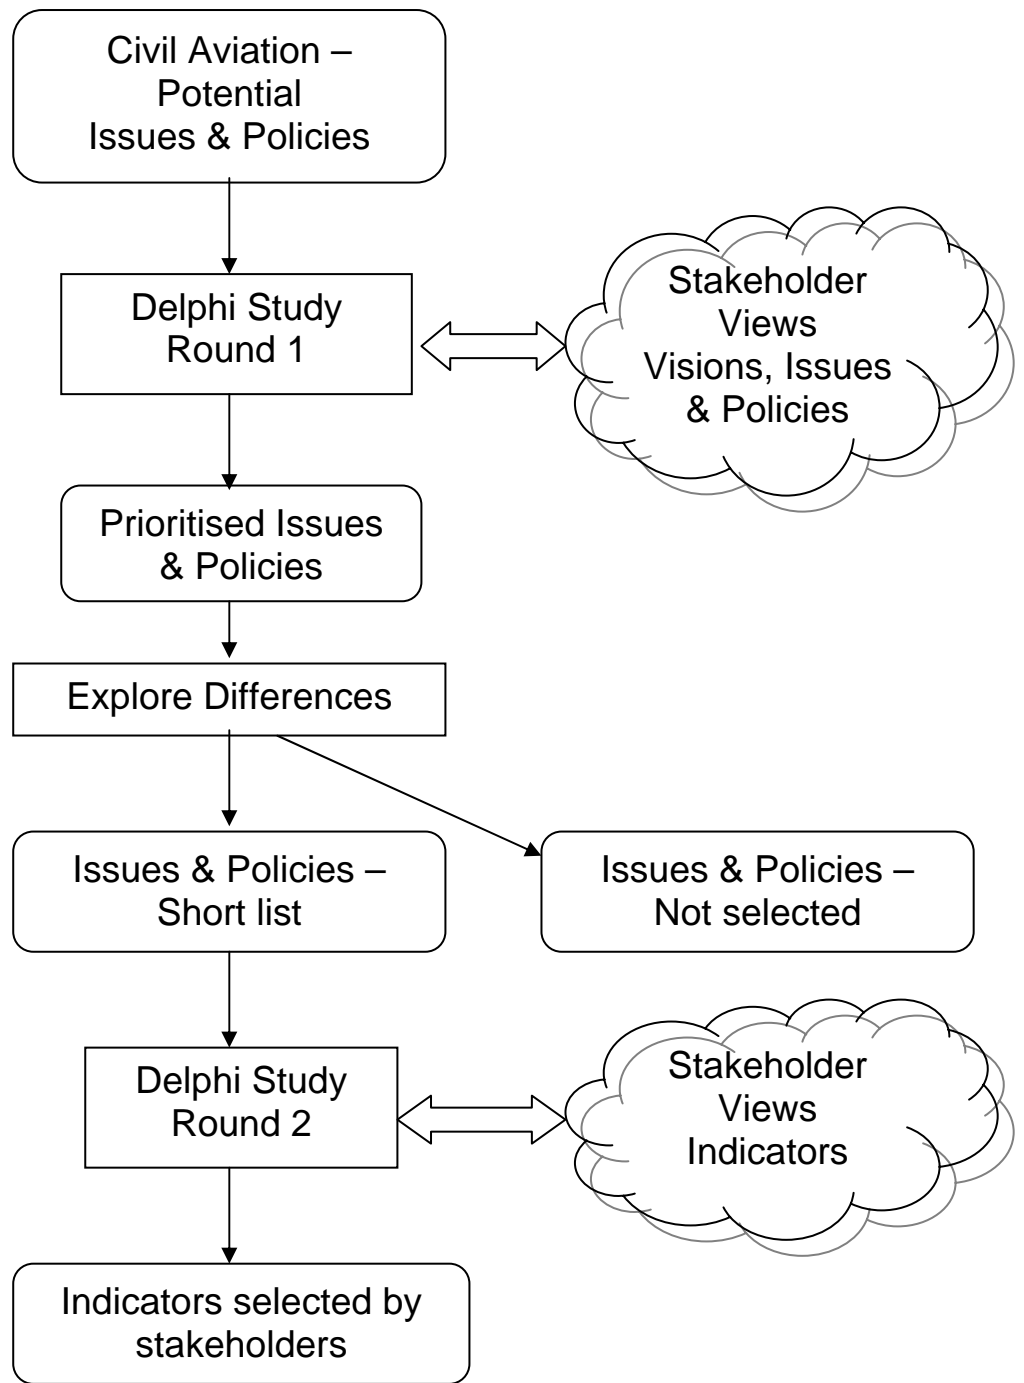 Civil Aviation –
Potential
Issues & Policies
Delphi Study
Round 1
Stakeholder
Views
Visions, Issues
& Policies
Prioritised Issues
& Policies
Explore Differences
Issues & Policies –
Short list
Issues & Policies –
Not selected
Delphi Study
Round 2
Stakeholder
Views
Indicators
Indicators selected by
stakeholders